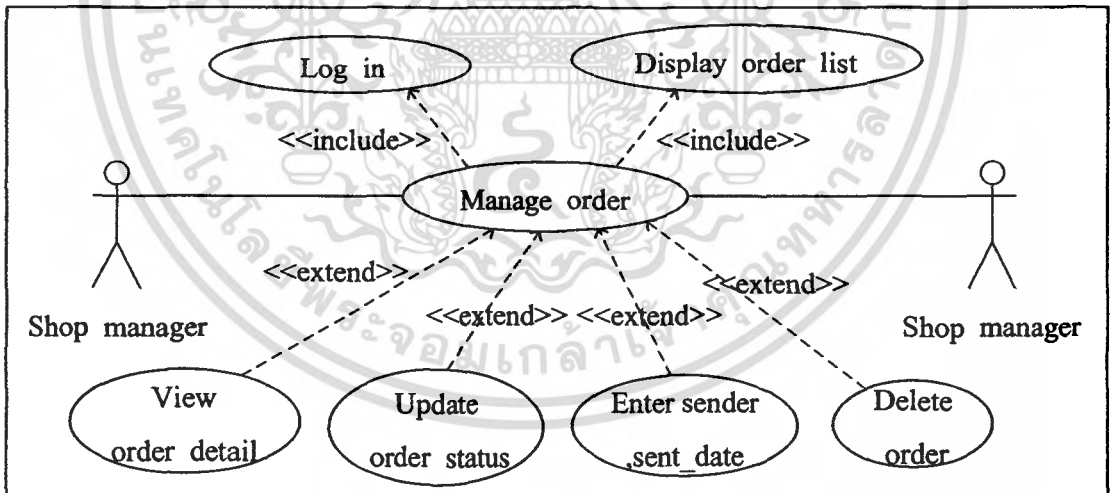 Log in
Display order list
<<include>>
<<include>>
Manage order
<<extend>>
<<extend>>
<<extend>>
<<extend>>
Shop manager
Shop manager
View
order detail
Update
order status
Enter sender
,sent_date
Delete
order